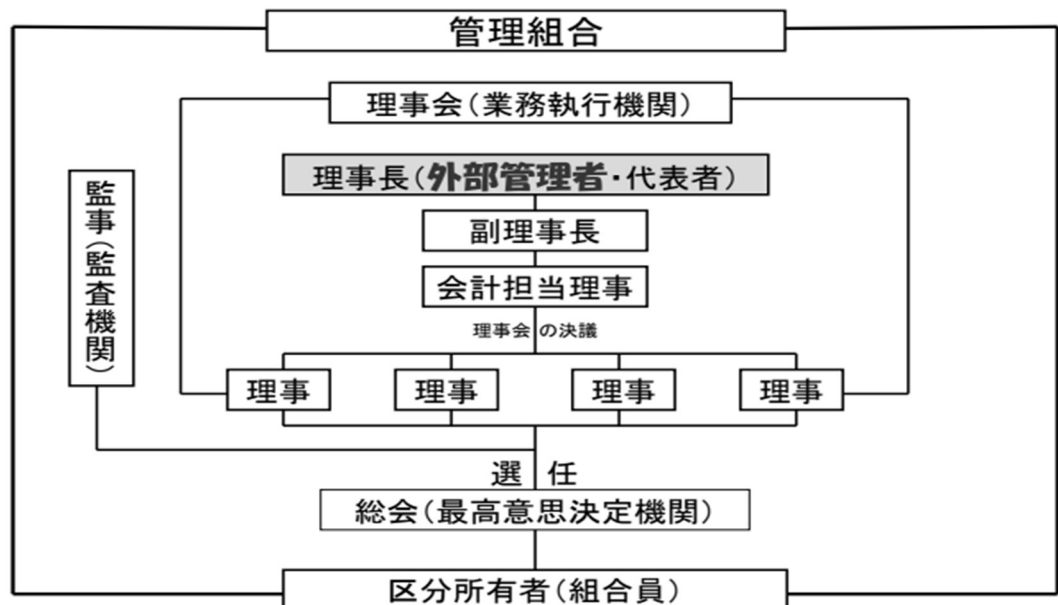 管理組合
理事会(業務執行機関)
理事長(外部管理者・代表者)
副理事長
会計担当理事
理事会の決議
監事(監査機関)
理事
理事
理事
理事
選任
総会(最高意思決定機関)
区分所有者(組合員)